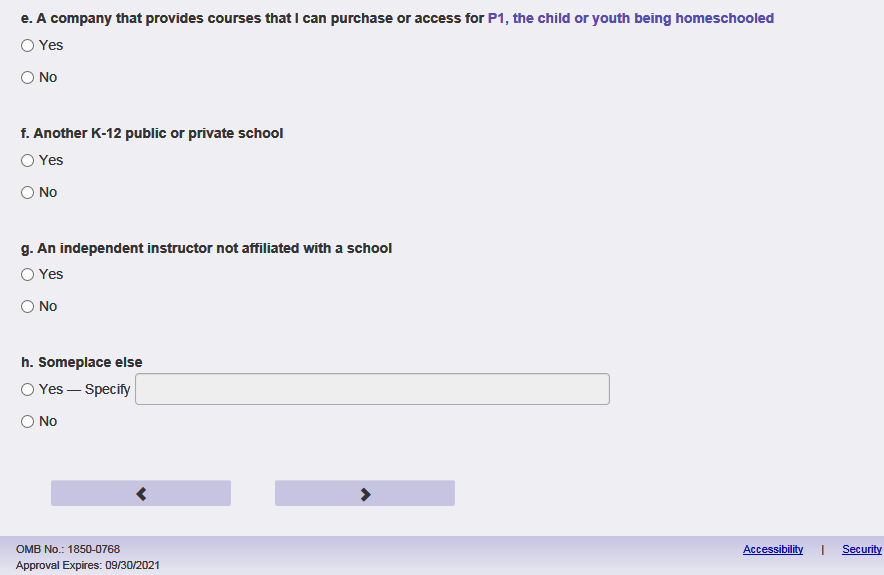 e. A company that provides courses that I can purchase or access for P1, the child or youth being homeschooled
Yes
No
f. Another K-12 public or private school
Yes
No
g. An independent instructor not affiliated with a school
Yes
No
h. Someplace else
Yes — Specify
No
OMB No.: 1850-0768
Accessibility | Security
Approval Expires: 09/30/2021